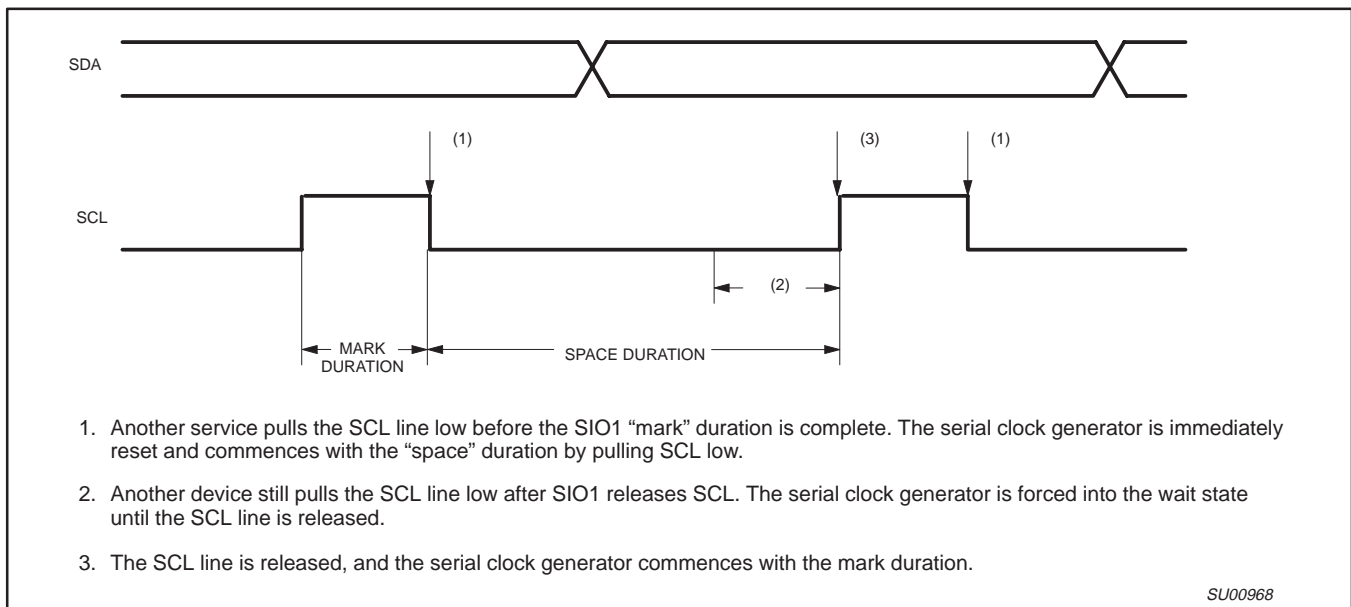 SDA
(1)
(3)
(1)
SCL
(2)
MARK
DURATION
SPACE DURATION
1. Another service pulls the SCL line low before the SIO1 “mark” duration is complete. The serial clock generator is immediately
reset and commences with the “space” duration by pulling SCL low.
2. Another device still pulls the SCL line low after SIO1 releases SCL. The serial clock generator is forced into the wait state
until the SCL line is released.
3. The SCL line is released, and the serial clock generator commences with the mark duration.
SU00968